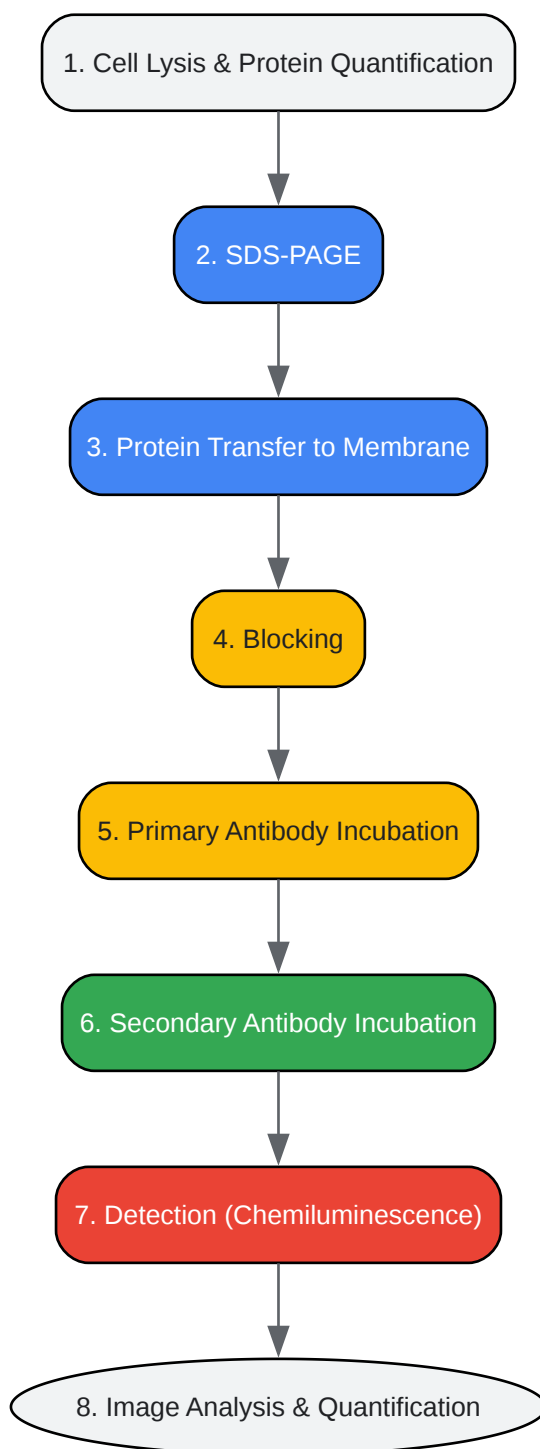 1. Cell Lysis & Protein Quantification
2. SDS-PAGE
3. Protein Transfer to Membrane
4. Blocking
5. Primary Antibody Incubation
6. Secondary Antibody Incubation
7. Detection (Chemiluminescence)
8. Image Analysis & Quantification